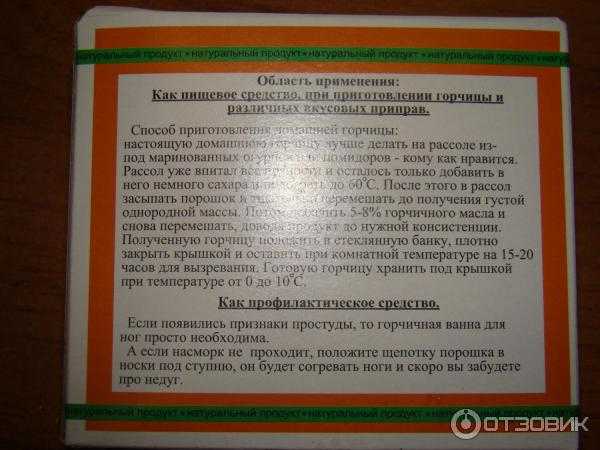 натуральный продукт • натуральный продукт • натуральный продукт • натуральный продукт
Область применения:
Как пищевое средство, при приготовлении горчицы и
различных вкусовых приправ.
Способ приготовления домашней горчицы:
настоящую домашнюю горчицу лучше делать на рассоле из-
под маринованных огурцов или помидоров - кому как нравится.
Рассол уже впитал все и осталось только добавить в
него немного сахара и до 60°С. После этого в рассол
засыпать порошок и перемешать до получения густой
однородной массы. Потом 5-8% горчичного масла и
снова перемешать, доводя продукт до нужной консистенции.
Полученную горчицу положить в стеклянную банку, плотно
закрыть крышкой и оставить при комнатной температуре на 15-20
часов для вызревания. Готовую горчицу хранить под крышкой
при температуре от 0 до 10°С.
Как профилактическое средство.
Если появились признаки простуды, то горчичная ванна для
ног просто необходима.
А если насморк не проходит, положите щепотку порошка в
носки под ступню, он будет согревать ноги и скоро вы забудете
про недуг.
натуральный продукт • натуральный продукт • натуральный продукт • натуральный продукт
ОТЗОВИК